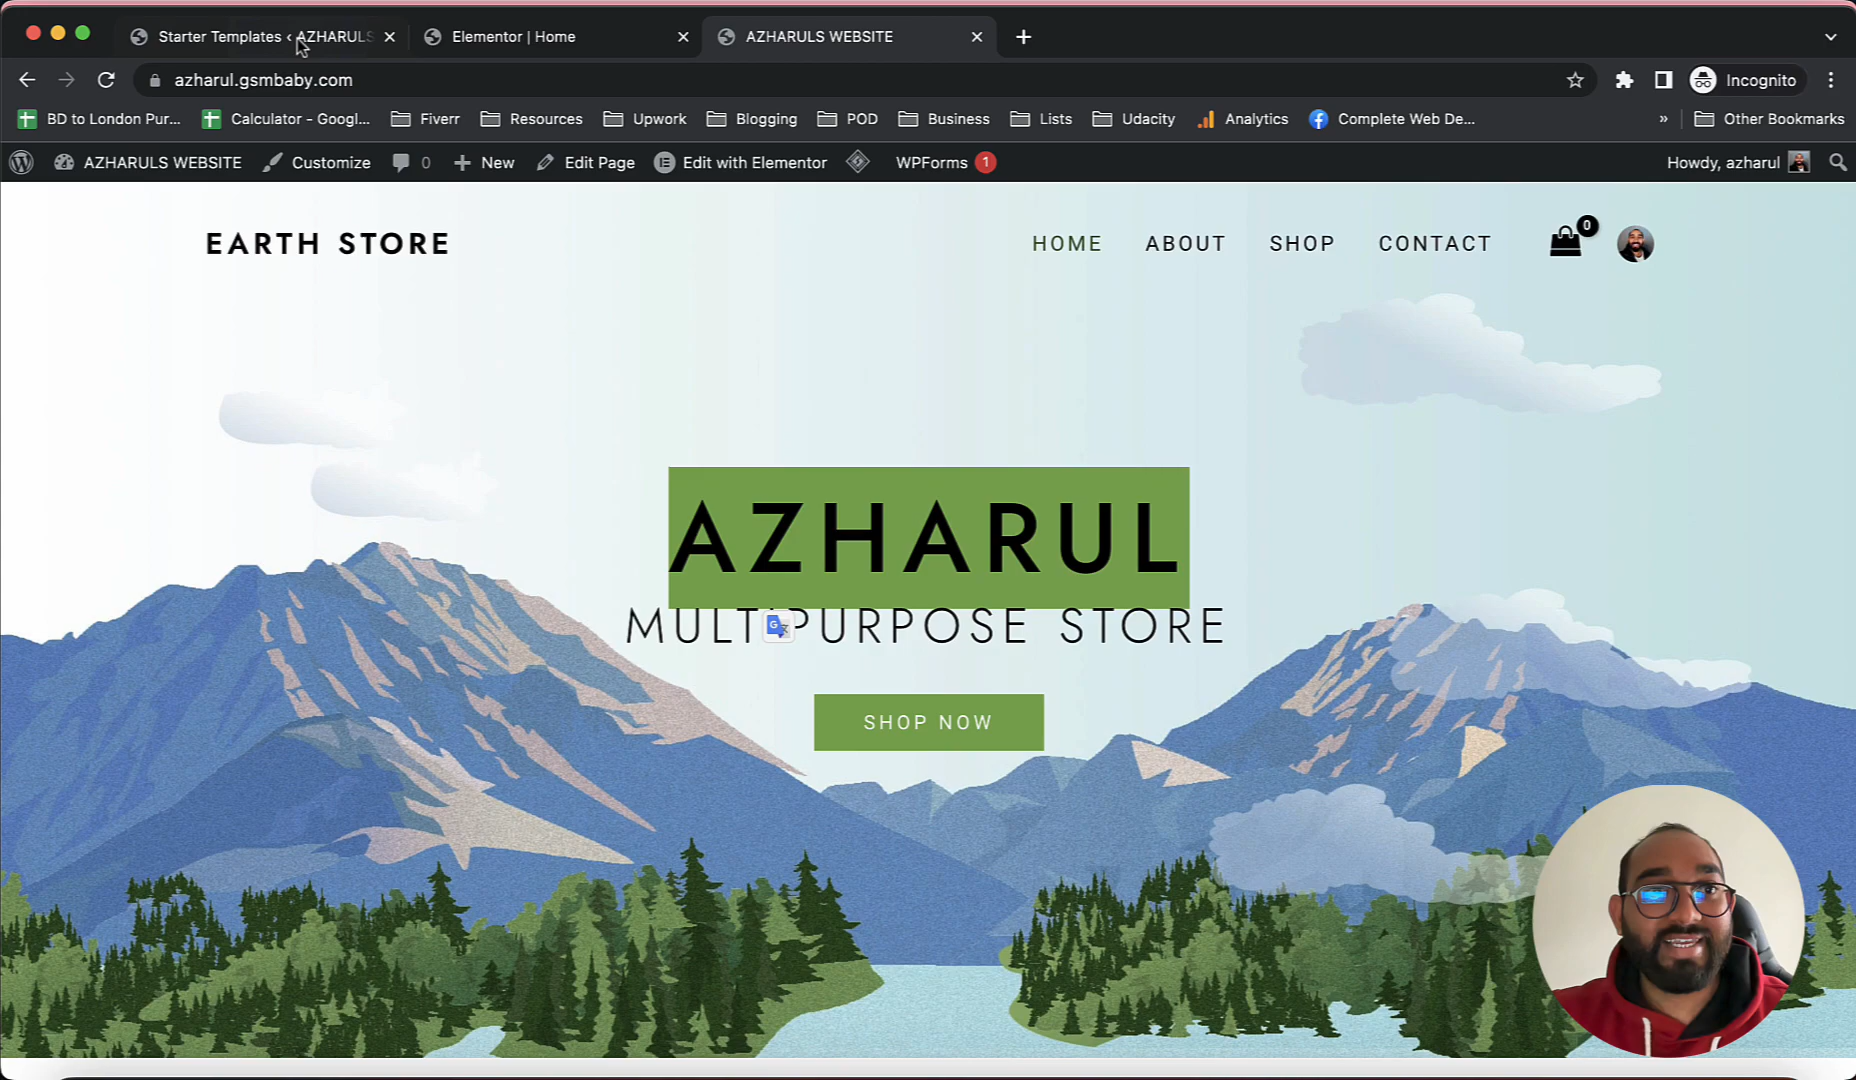 Starter Templates ‹ AZHARULS
Elementor | Home
AZHARULS WEBSITE
azharul.gsmbaby.com
Incognito
BD to London Pur...
Calculator - Googl...
Fiverr
Resources
Upwork
Blogging
POD
Business
Lists
Udacity
Analytics
Complete Web De...
»
Other Bookmarks
AZHARULS WEBSITE
Customize
0
New
Edit Page
Edit with Elementor
WPForms 1
Howdy, azharul
EARTH STORE
HOME
ABOUT
SHOP
CONTACT
0
AZHARUL
MULTIPURPOSE STORE
SHOP NOW